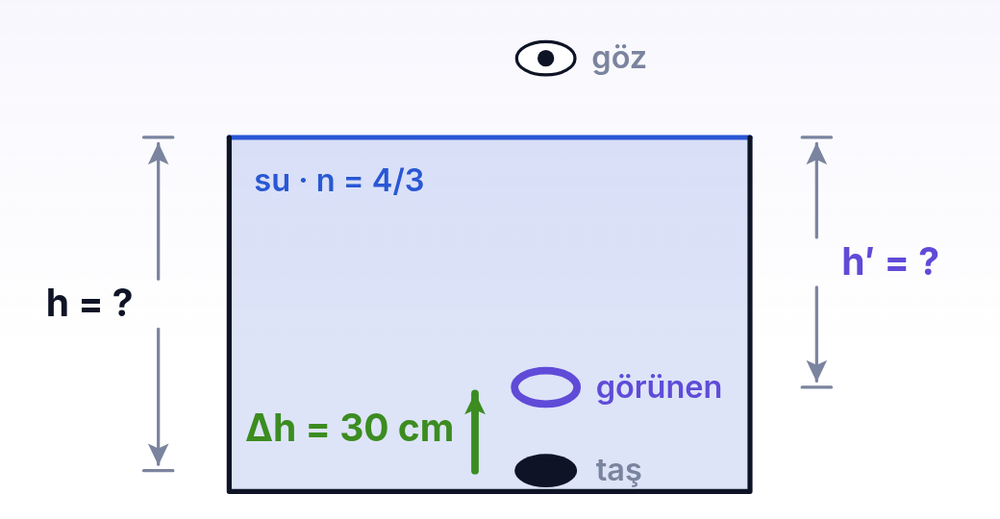 göz
su · n = 4/3
h′ = ?
h = ?
görünen
Δh = 30 cm
taş